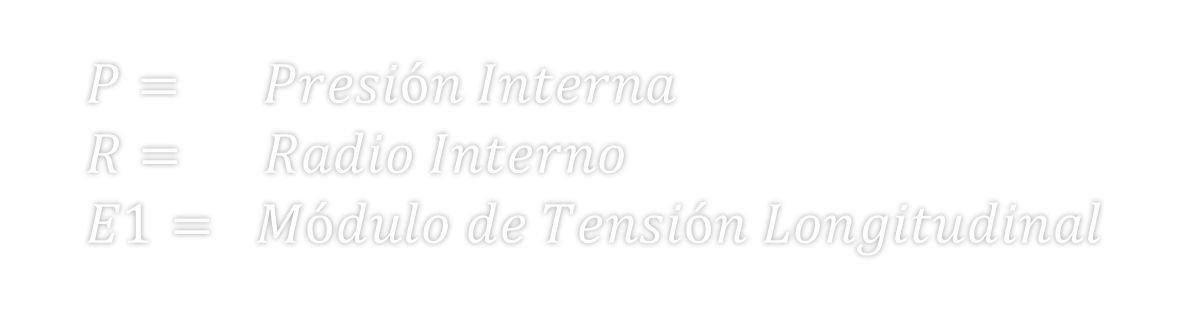 P = Presión Interna
R = Radio Interno
E1 = Módulo de Tensión Longitudinal